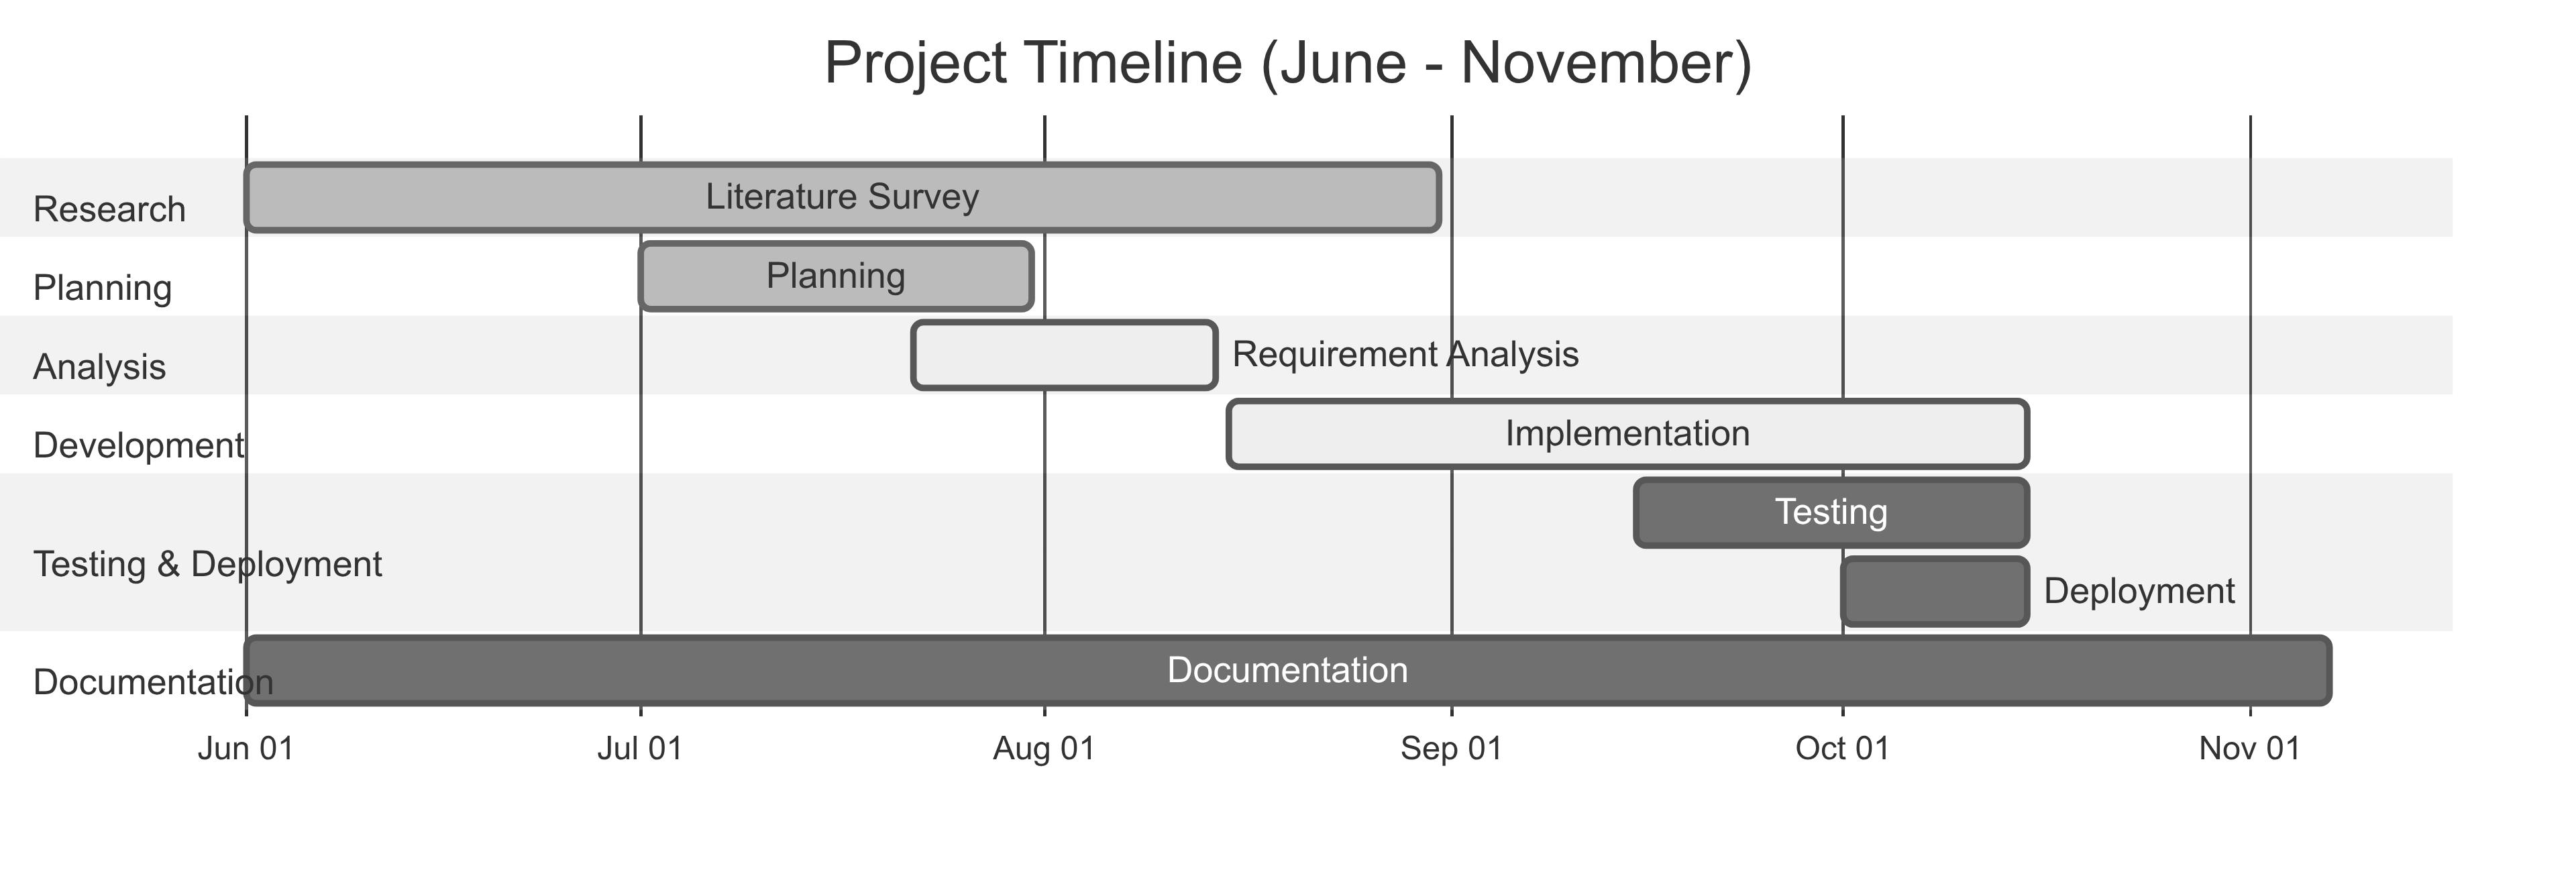 Project Timeline (June - November)
Research
Literature Survey
Planning
Planning
Analysis
Requirement Analysis
Development
Implementation
Testing & Deployment
Testing
Deployment
Documentation
Documentation
Jun 01
Jul 01
Aug 01
Sep 01
Oct 01
Nov 01